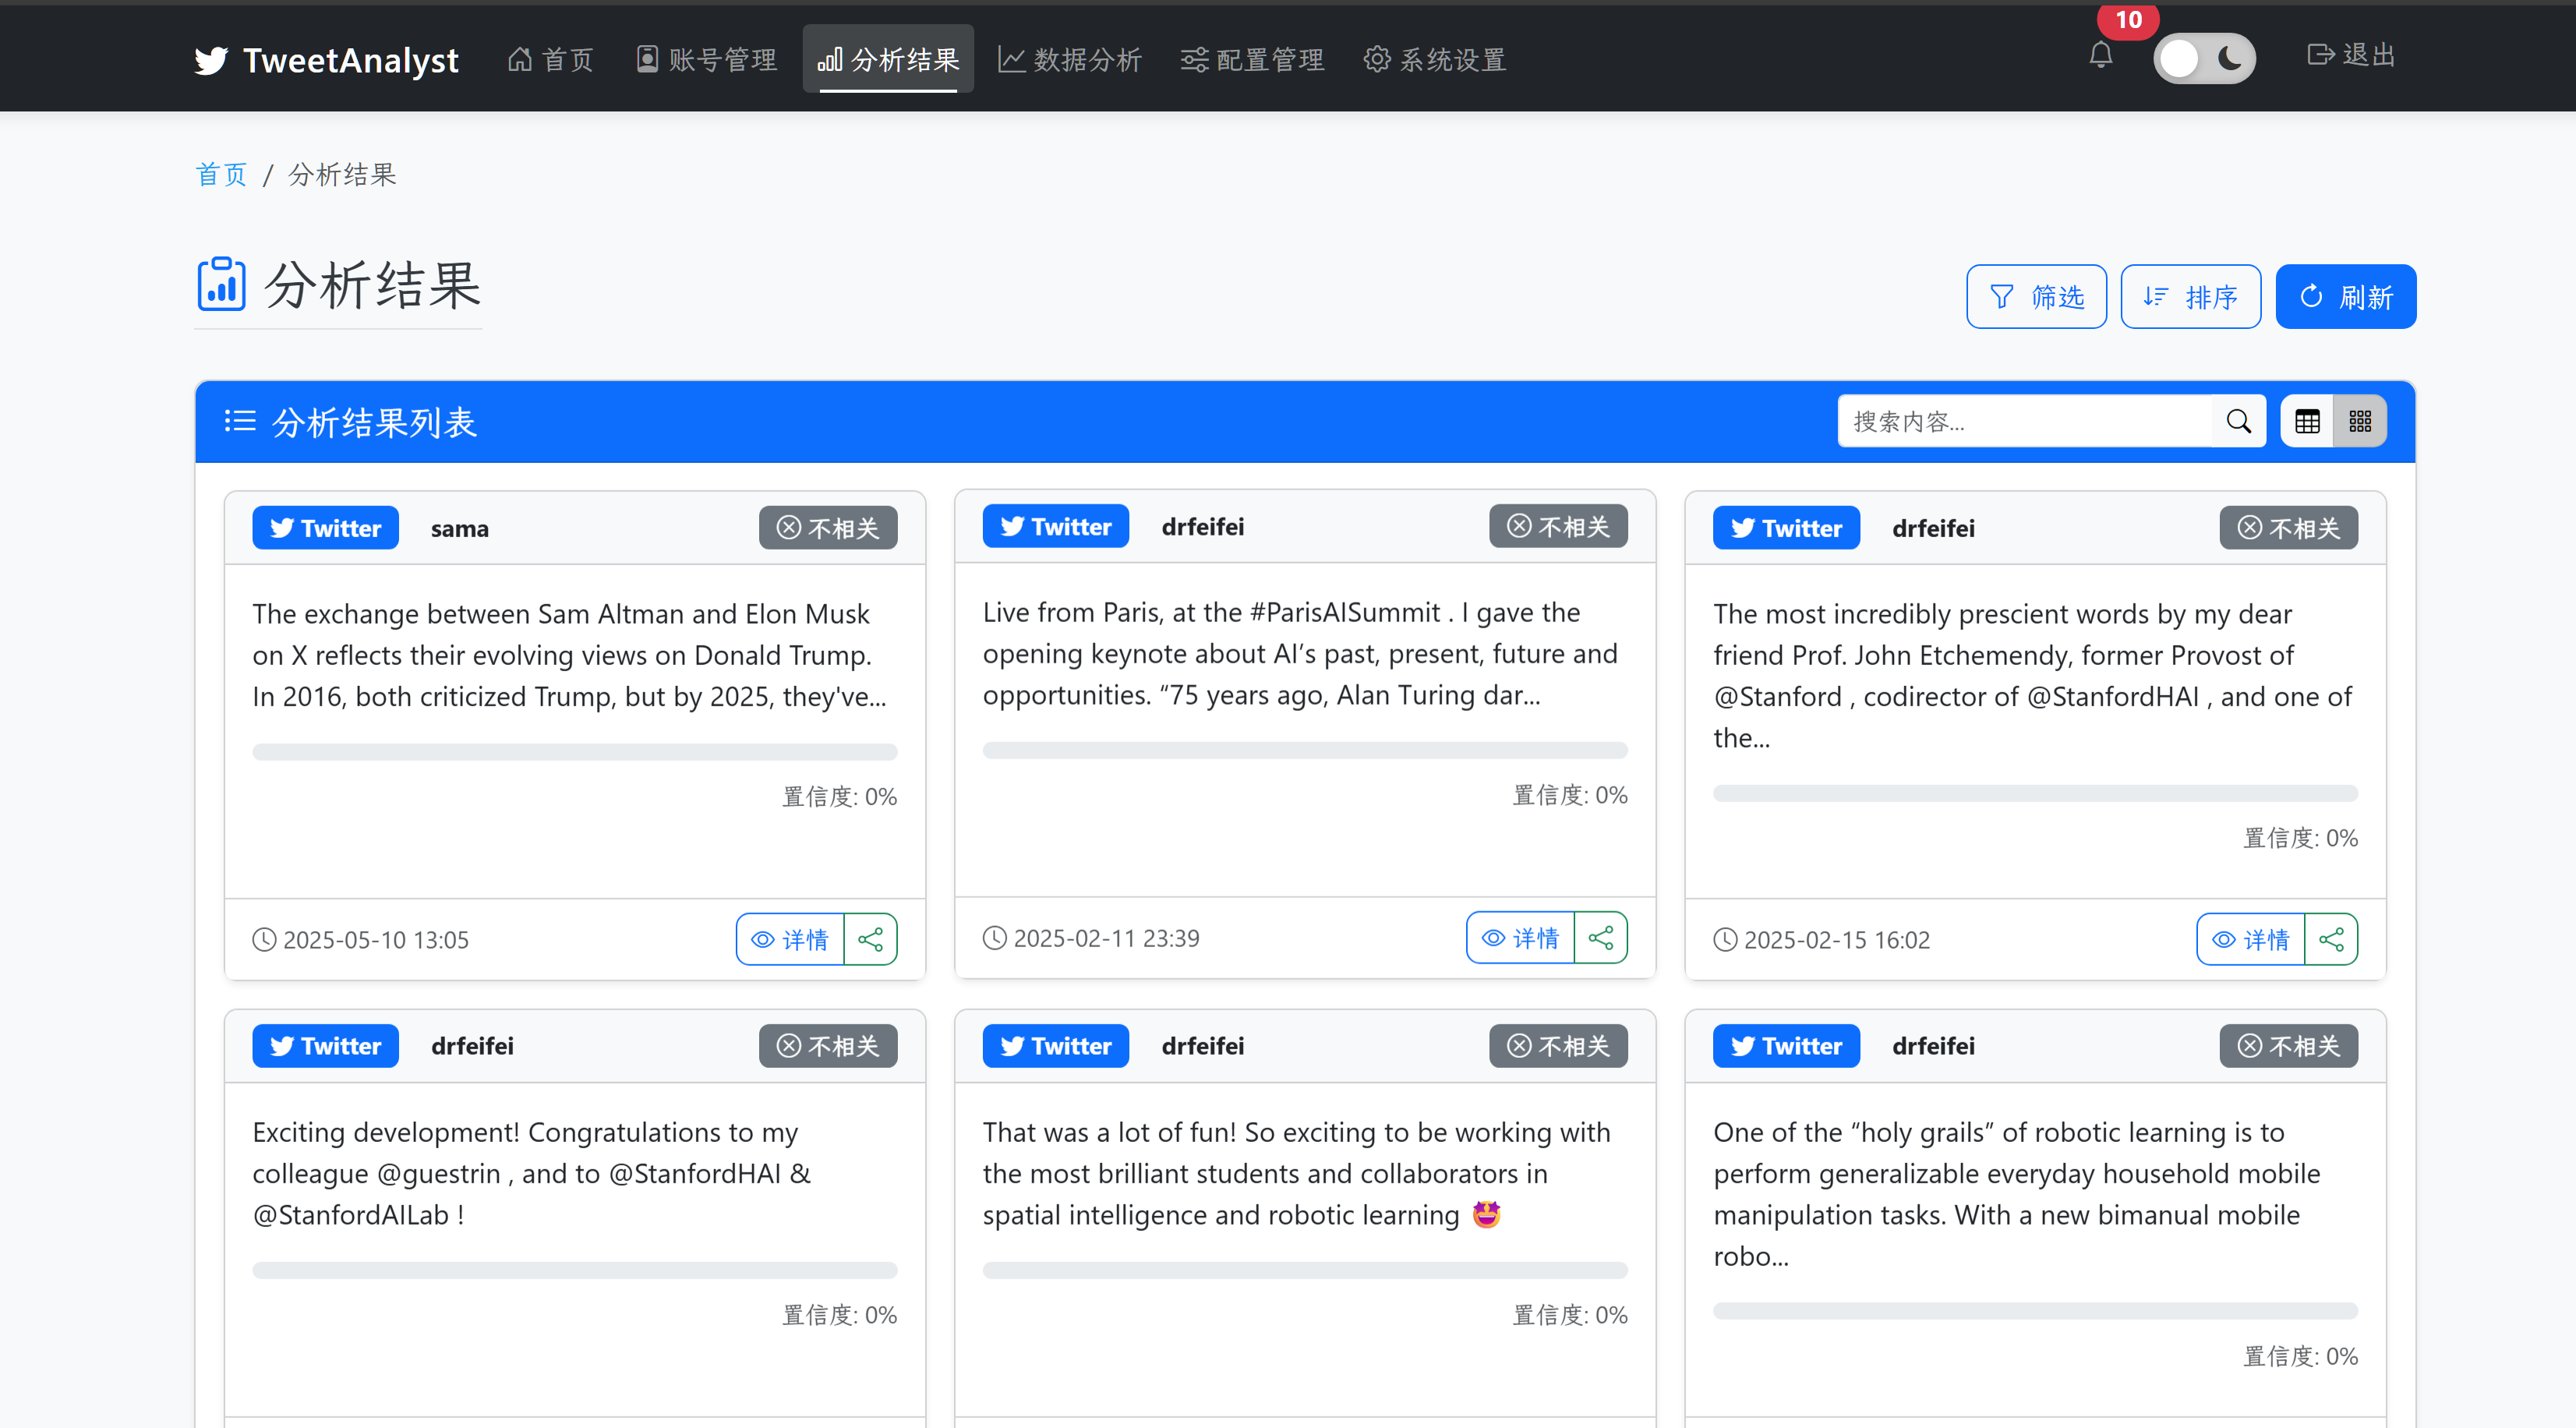 TweetAnalyst 首页 账号管理 分析结果 数据分析 配置管理 系统设置 10 退出
首页 / 分析结果
分析结果
筛选 排序 刷新
分析结果列表 搜索内容...
Twitter sama 不相关
The exchange between Sam Altman and Elon Musk
on X reflects their evolving views on Donald Trump.
In 2016, both criticized Trump, but by 2025, they've...
置信度: 0%
2025-05-10 13:05 详情
Twitter drfeifei 不相关
Live from Paris, at the #ParisAISummit . I gave the
opening keynote about AI’s past, present, future and
opportunities. “75 years ago, Alan Turing dar...
置信度: 0%
2025-02-11 23:39 详情
Twitter drfeifei 不相关
The most incredibly prescient words by my dear
friend Prof. John Etchemendy, former Provost of
@Stanford , codirector of @StanfordHAI , and one of
the...
置信度: 0%
2025-02-15 16:02 详情
Twitter drfeifei 不相关
Exciting development! Congratulations to my
colleague @guestrin , and to @StanfordHAI &
@StanfordAILab !
置信度: 0%
Twitter drfeifei 不相关
That was a lot of fun! So exciting to be working with
the most brilliant students and collaborators in
spatial intelligence and robotic learning 🤩
置信度: 0%
Twitter drfeifei 不相关
One of the “holy grails” of robotic learning is to
perform generalizable everyday household mobile
manipulation tasks. With a new bimanual mobile
robo...
置信度: 0%